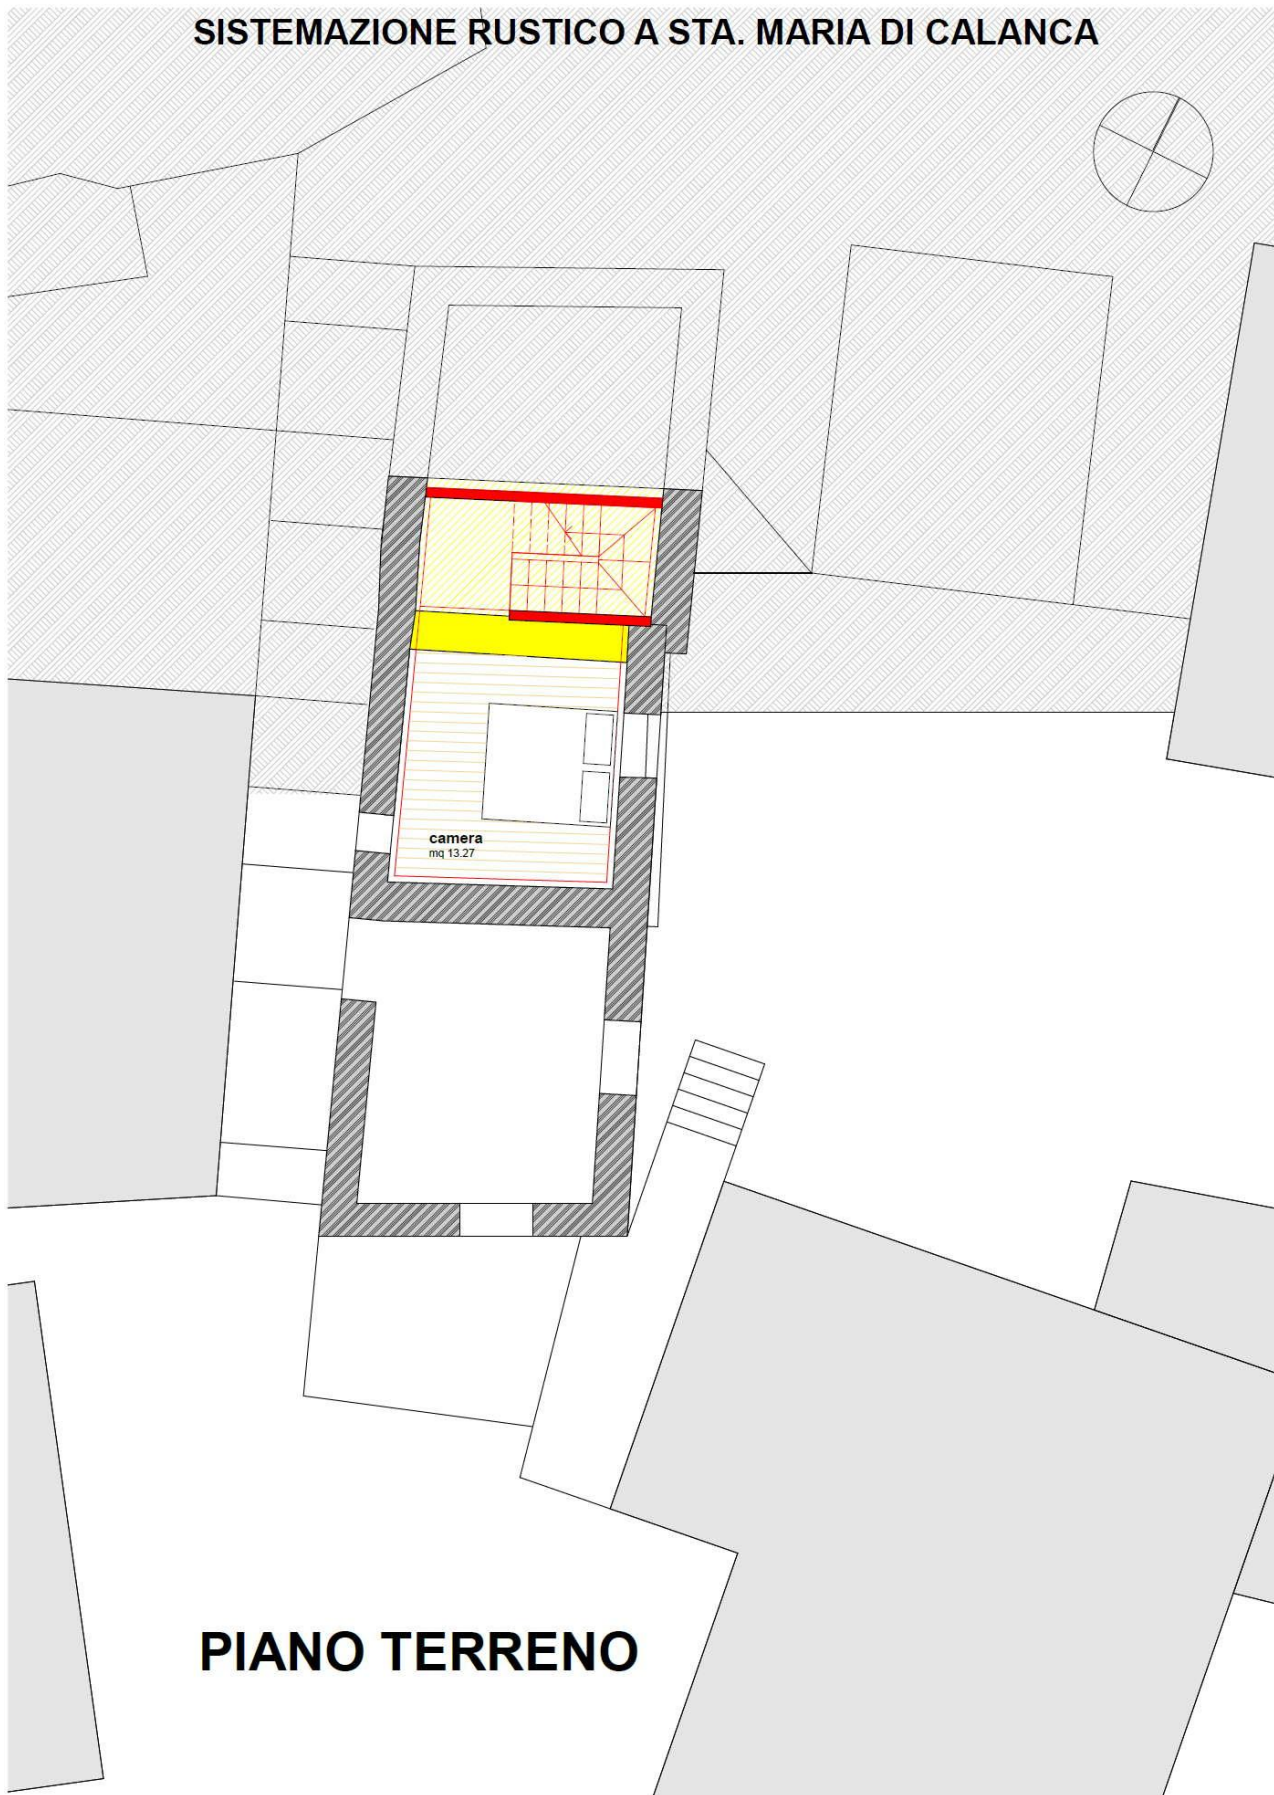 SISTEMAZIONE RUSTICO A STA. MARIA DI CALANCA
camera
mq 13.27
PIANO TERRENO